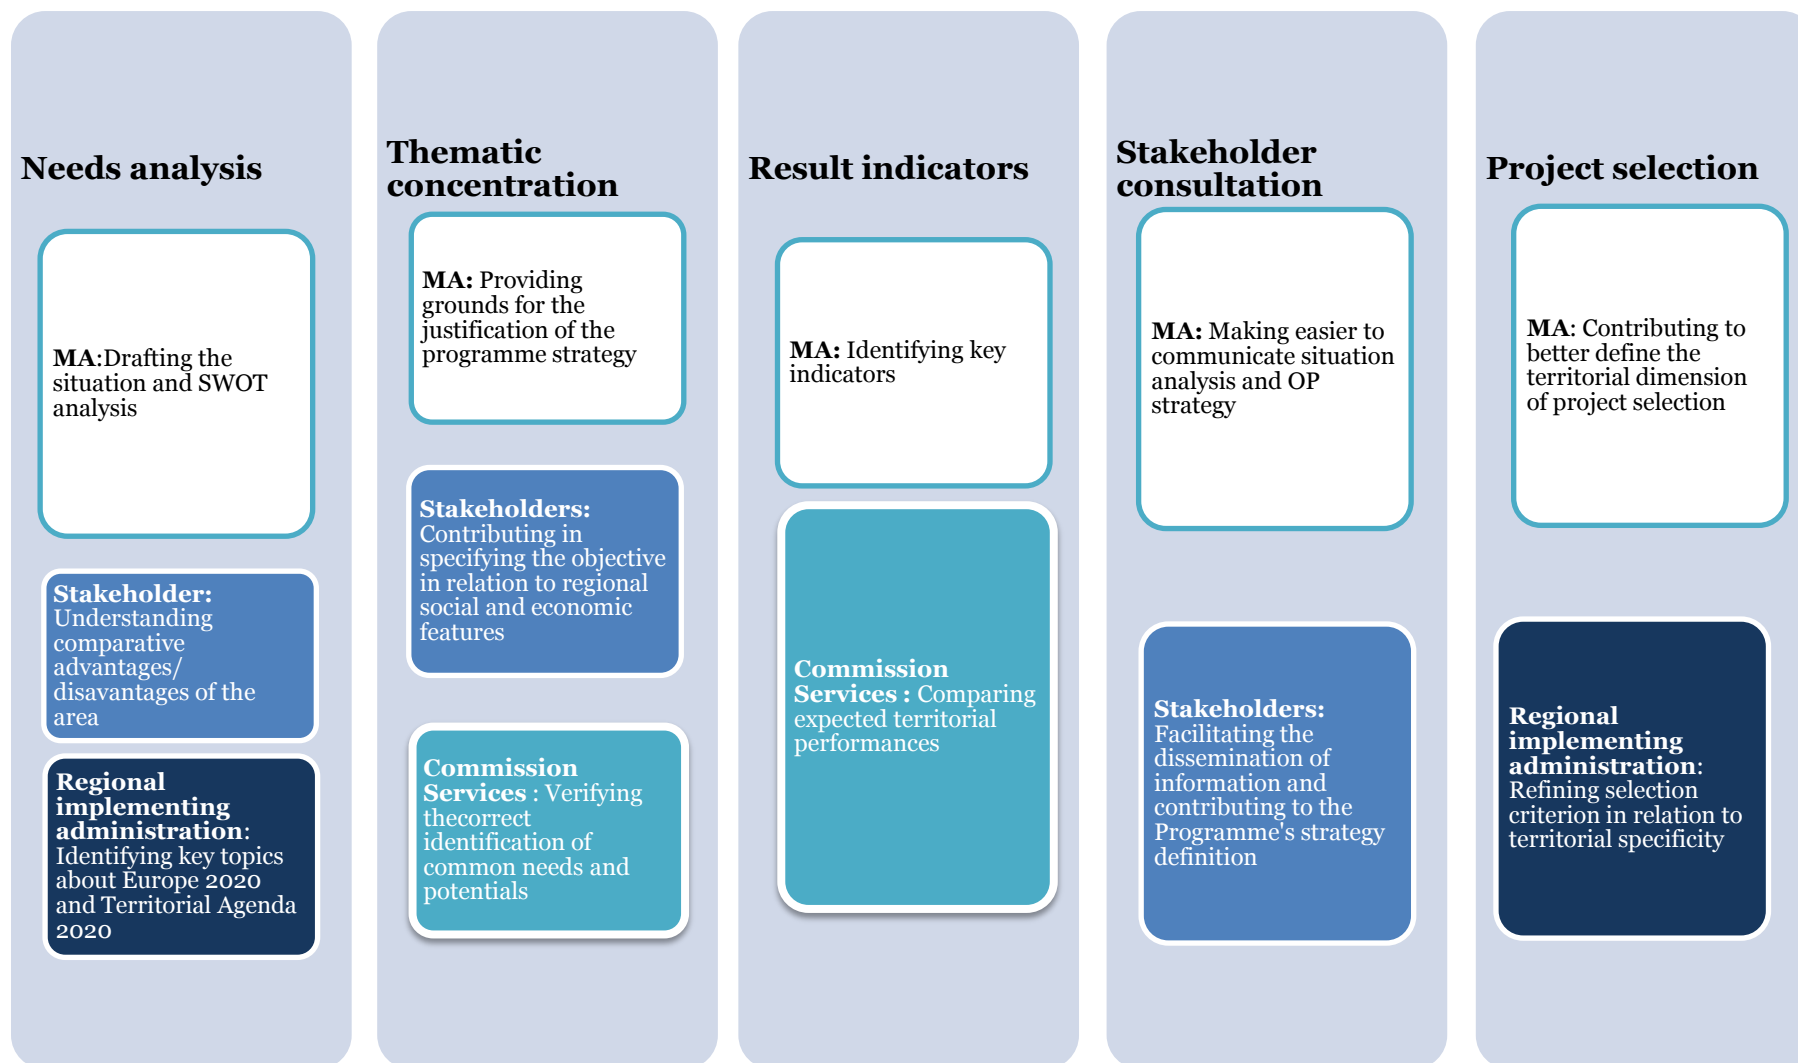 Needs analysis
MA:Drafting the
situation and SWOT
analysis
Stakeholder:
Understanding
comparative
advantages/
disavantages of the
area
Regional
implementing
administration:
Identifying key topics
about Europe 2020
and Territorial Agenda
2020
Thematic
concentration
MA: Providing
grounds for the
justification of the
programme strategy
Stakeholders:
Contributing in
specifying the objective
in relation to regional
social and economic
features
Commission
Services : Verifying
thecorrect
identification of
common needs and
potentials
Result indicators
MA: Identifying key
indicators
Commission
Services : Comparing
expected territorial
performances
Stakeholder
consultation
MA: Making easier to
communicate situation
analysis and OP
strategy
Stakeholders:
Facilitating the
dissemination of
information and
contributing to the
Programme's strategy
definition
Project selection
MA: Contributing to
better define the
territorial dimension
of project selection
Regional
implementing
administration:
Refining selection
criterion in relation to
territorial specificity